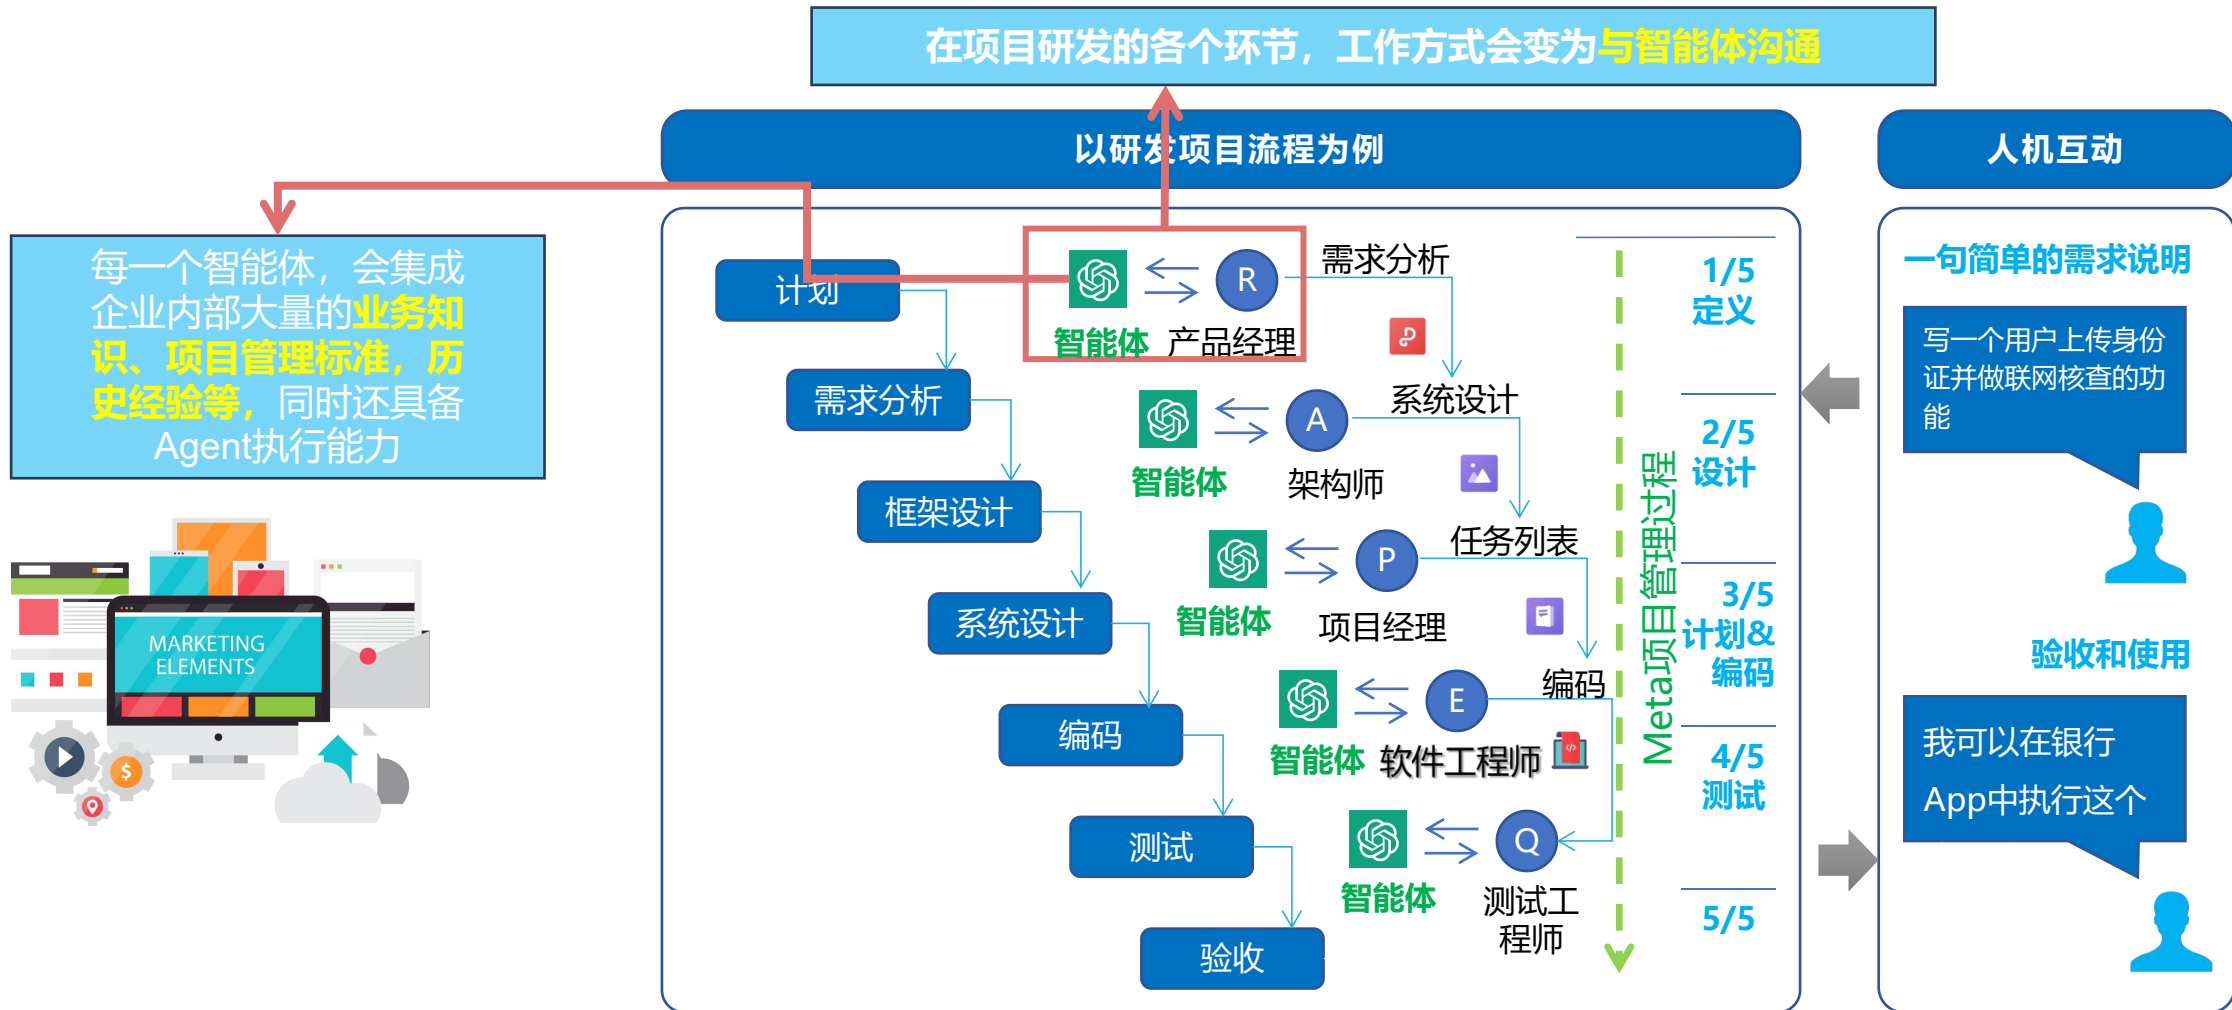 在项目研发的各个环节，工作方式会变为与智能体沟通
以研发项目流程为例
人机互动
每一个智能体，会集成
企业内部大量的业务知
识、项目管理标准，历
史经验等，同时还具备
Agent执行能力
MARKETING
ELEMENTS
$
计划
需求分析
框架设计
系统设计
编码
测试
验收
R
智能体
产品经理
需求分析
A
智能体
架构师
系统设计
P
智能体
项目经理
任务列表
E
智能体
软件工程师
编码
</>
Q
智能体
测试工
程师
Meta项目管理过程
1/5
定义
2/5
设计
3/5
计划&
编码
4/5
测试
5/5
一句简单的需求说明
写一个用户上传身份
证并做联网核查的功
能
验收和使用
我可以在银行
App中执行这个